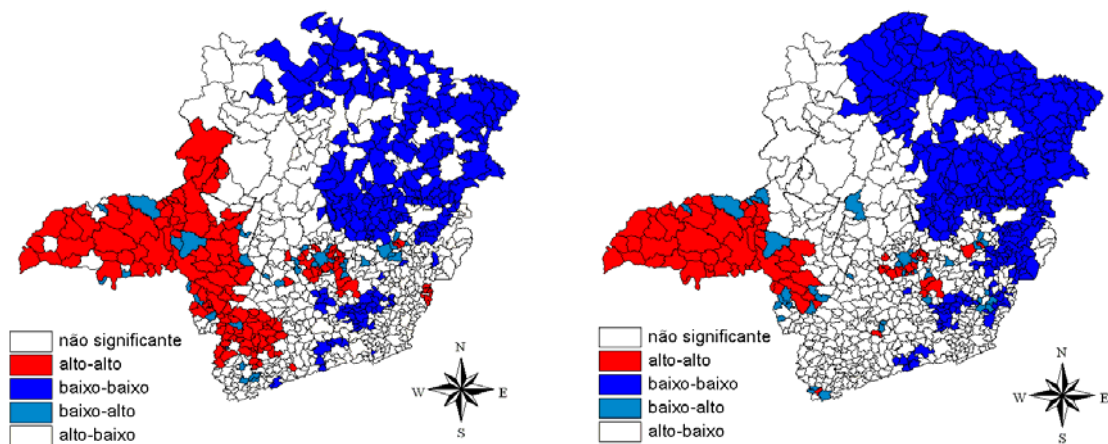 não significante
alto-alto
baixo-baixo
baixo-alto
alto-baixo
N
W E
S
não significante
alto-alto
baixo-baixo
baixo-alto
alto-baixo
N
W E
S